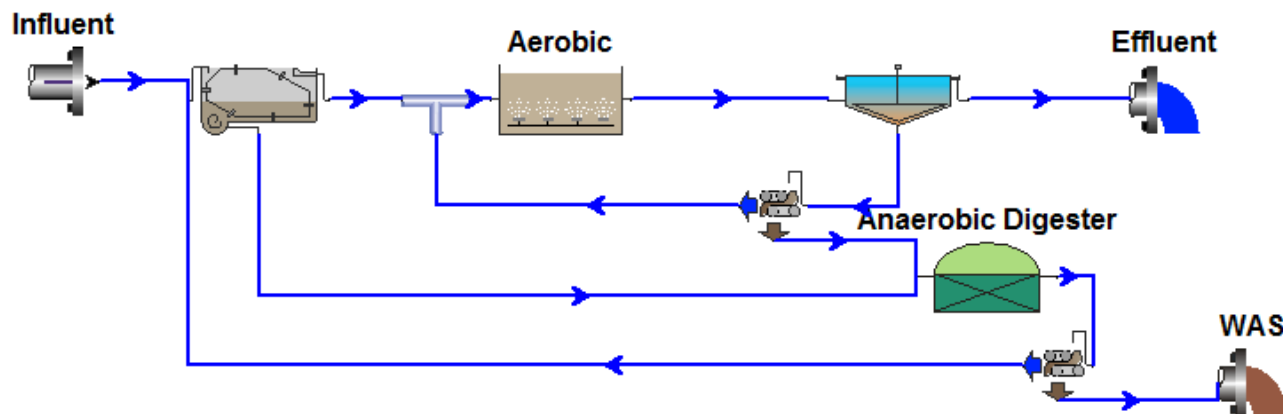 Influent
Aerobic
Effluent
Anaerobic Digester
WAS